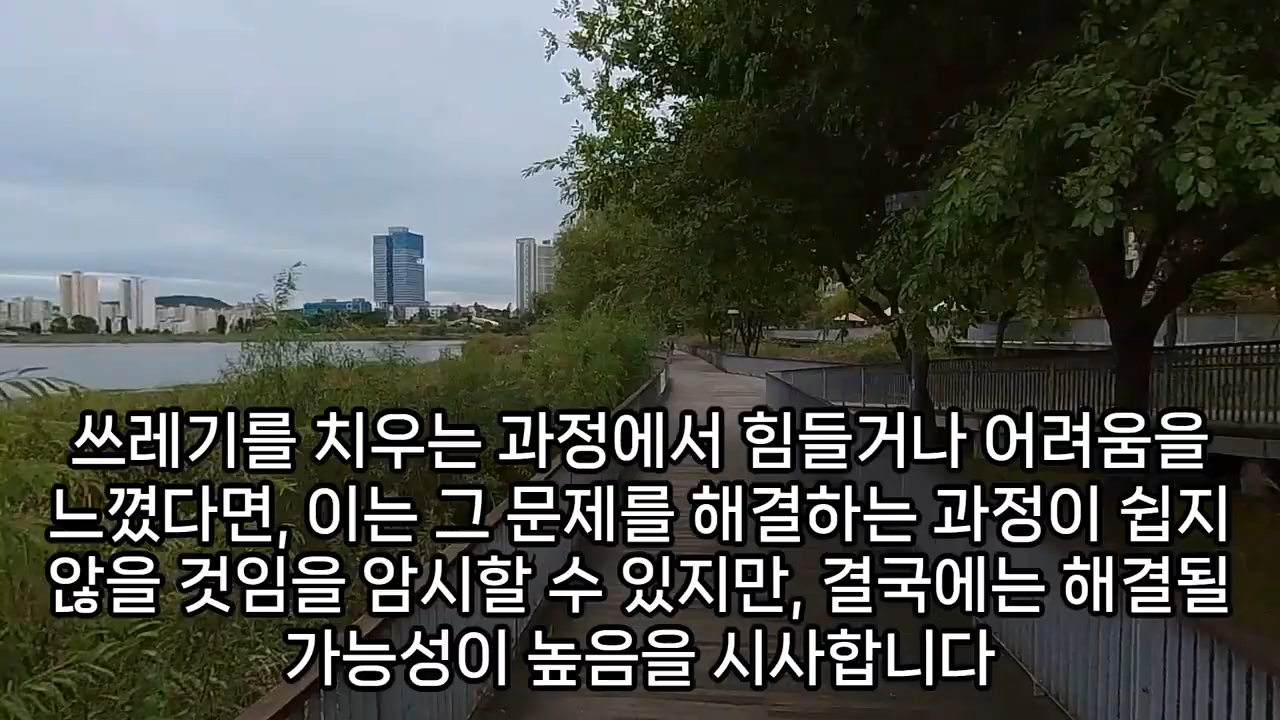 쓰레기를 치우는 과정에서 힘들거나 어려움을
느꼈다면, 이는 그 문제를 해결하는 과정이 쉽지
않을 것임을 암시할 수 있지만, 결국에는 해결될
가능성이 높음을 시사합니다